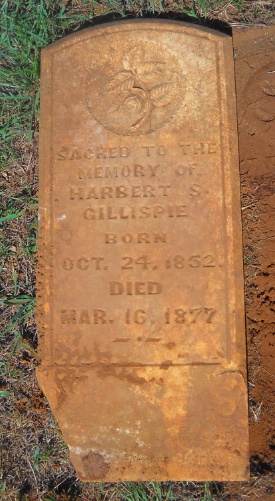 SACRED TO THE
MEMORY OF
HARBERT S.
GILLISPIE
BORN
OCT. 24, 1852.
DIED
MAR. 16, 1877